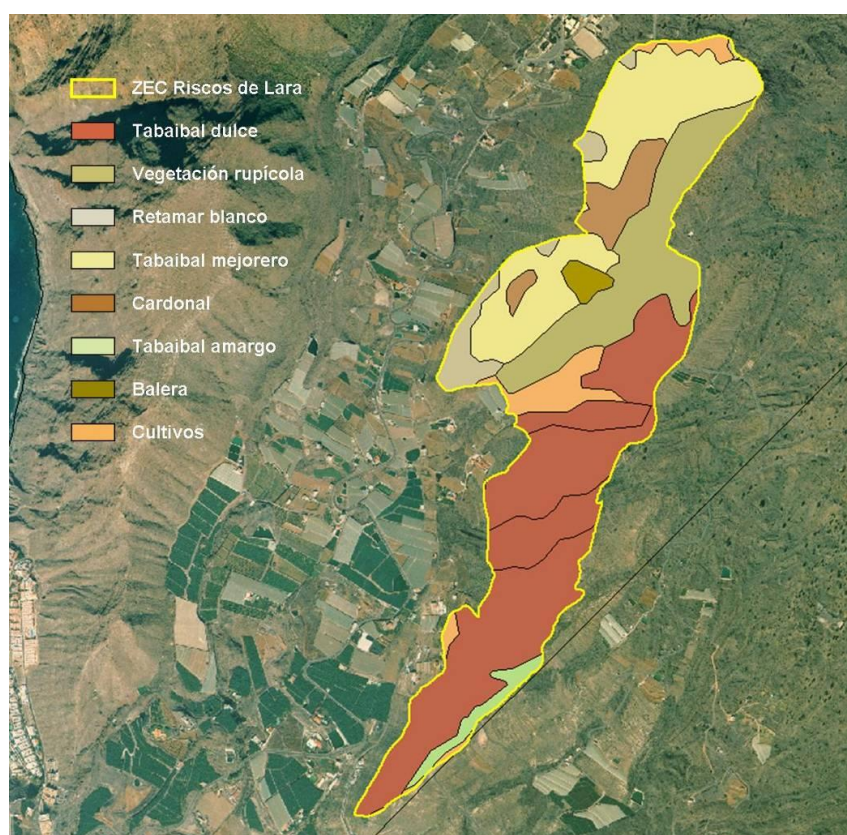 ZEC Riscos de Lara
Tabaibal dulce
Vegetación rupícola
Retamar blanco
Tabaibal mejorero
Cardonal
Tabaibal amargo
Balera
Cultivos